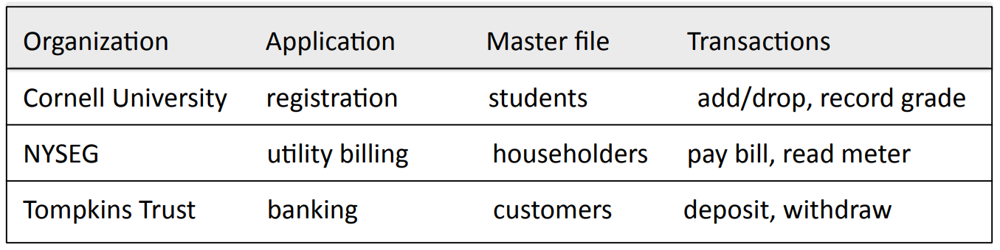 Organization Application Master file Transactions
Cornell University registration students add/drop, record grade
NYSEG utility billing householders pay bill, read meter
Tompkins Trust banking customers deposit, withdraw